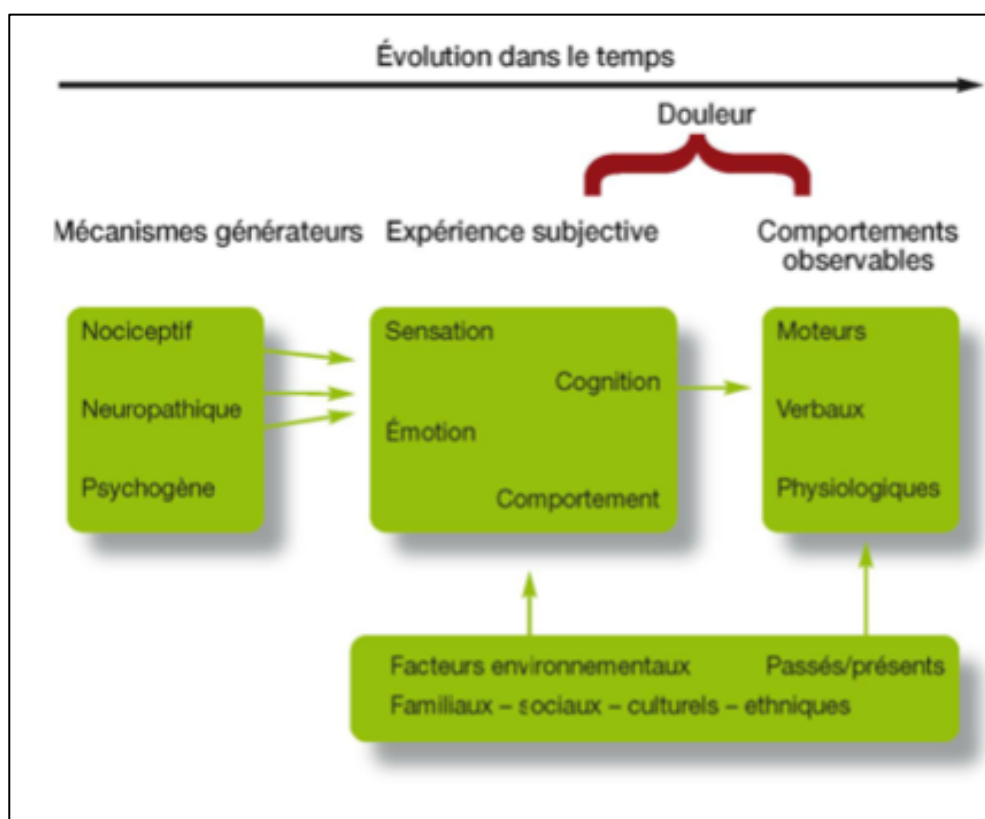 Évolution dans le temps
Douleur
Mécanismes générateurs
Expérience subjective
Comportements
observables
Nociceptif
Neuropathique
Psychogène
Sensation
Cognition
Émotion
Comportement
Moteurs
Verbaux
Physiologiques
Facteurs environnementaux Passés/présents
Familiaux – sociaux – culturels – ethniques